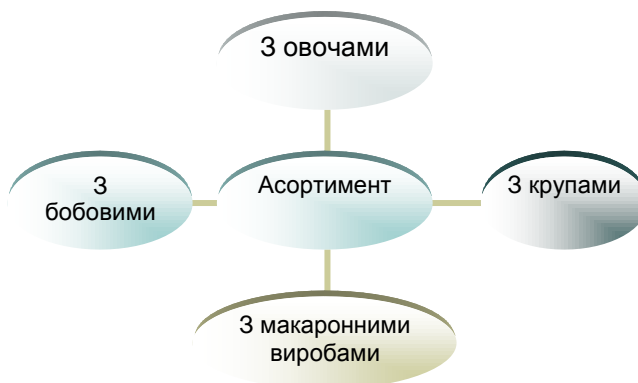 З овочами
З
бобовими
Асортимент
З крупами
З макаронними
виробами